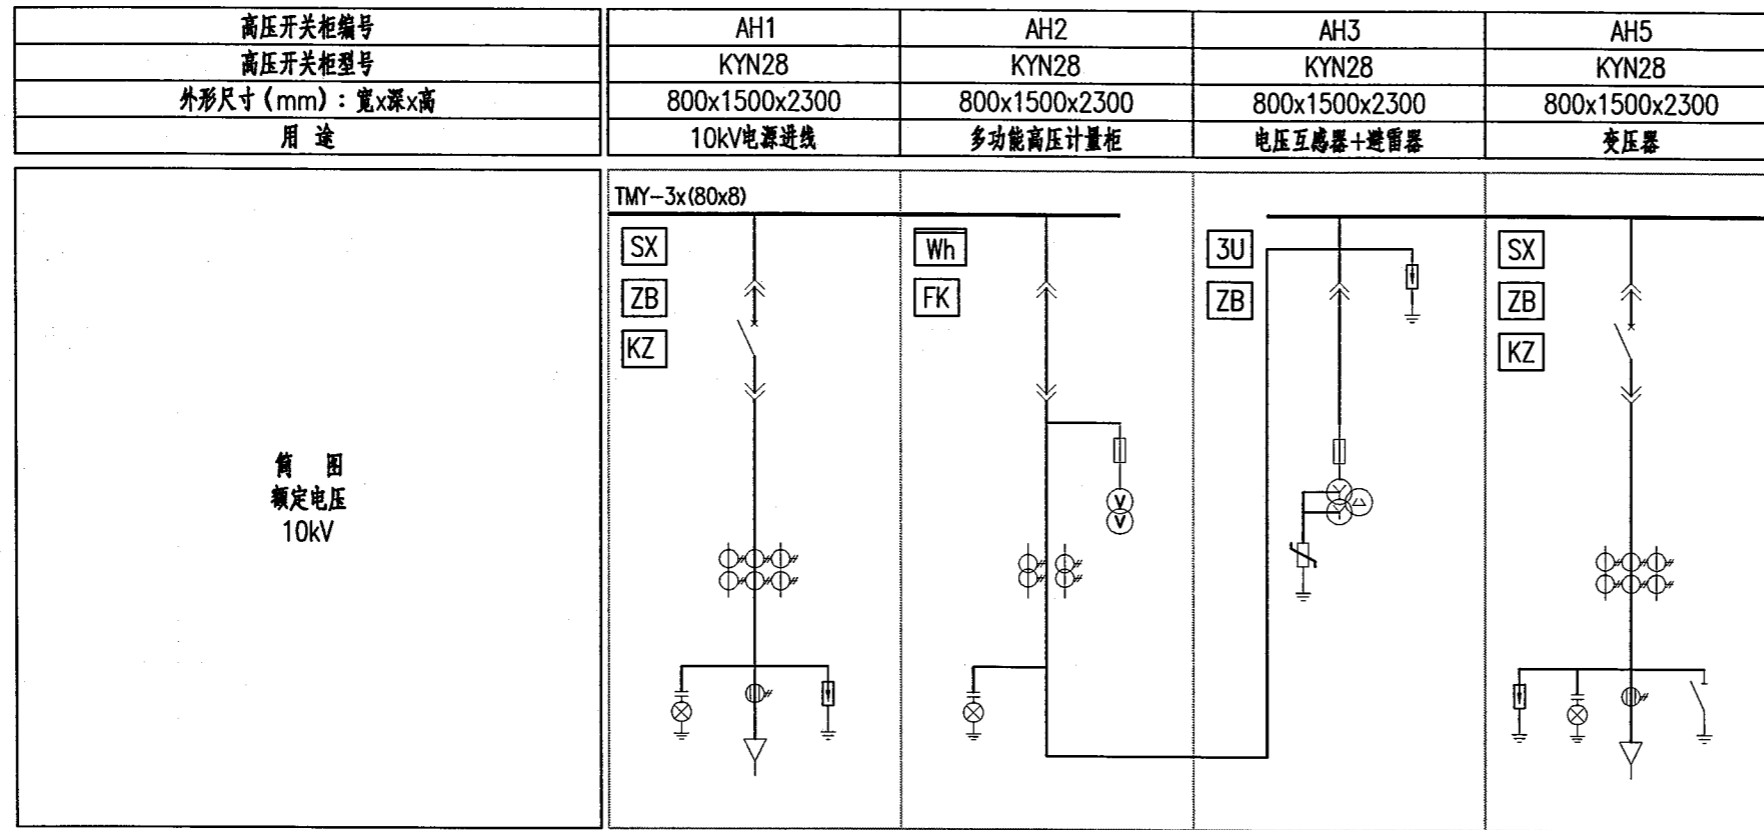 高压开关柜编号 AH1 AH2 AH3 AH5
高压开关柜型号 KYN28 KYN28 KYN28 KYN28
外形尺寸(mm):宽x深x高 800x1500x2300 800x1500x2300 800x1500x2300 800x1500x2300
用 途 10kV电源进线 多功能高压计量柜 电压互感器+避雷器 变压器
TMY-3x(80x8)
SX Wh 3U SX
ZB FK ZB ZB
KZ KZ
简 图
额定电压
10kV